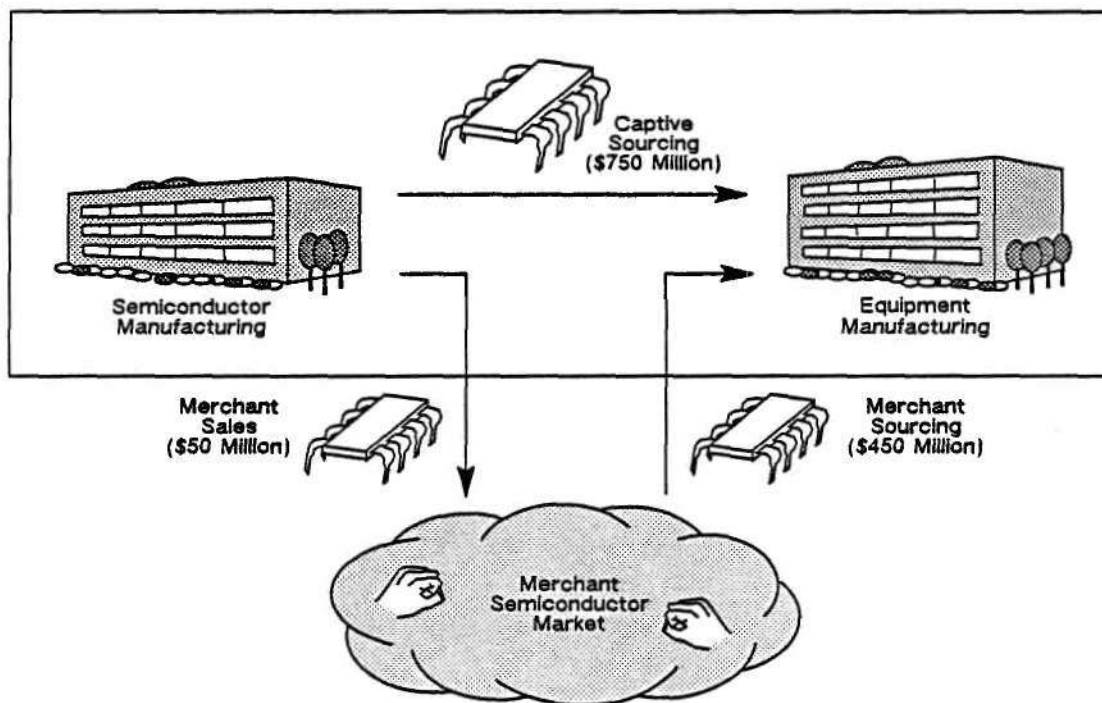 Captive
Sourcing
($750 Million)
Semiconductor
Manufacturing
Equipment
Manufacturing
Merchant
Sales
($50 Million)
Merchant
Sourcing
($450 Million)
Merchant
Semiconductor
Market